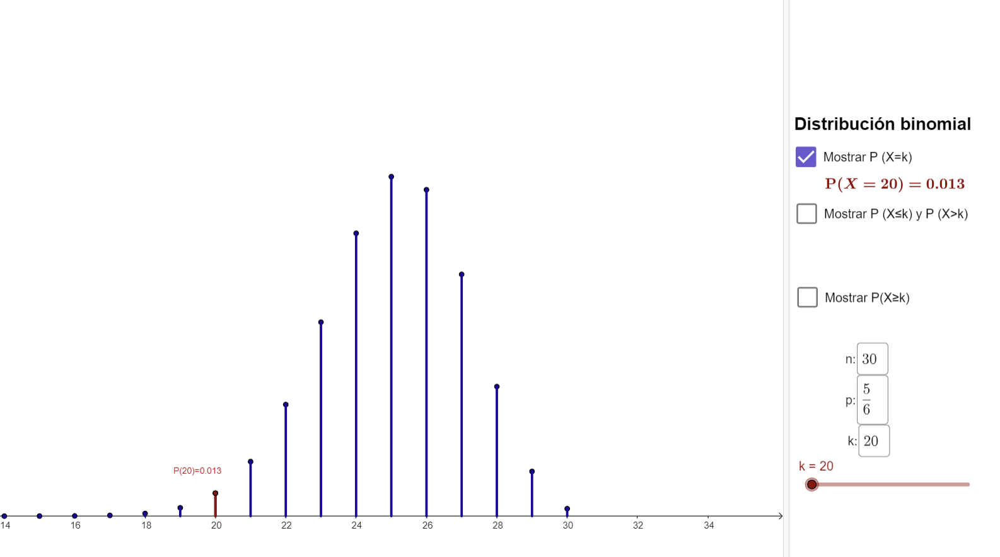 Distribución binomial
Mostrar P (X=k)
P(X = 20) = 0.013
Mostrar P (X≤k) y P (X>k)
Mostrar P(X≥k)
n: 30
p: 5/6
k: 20
k = 20
P(20)=0.013
14 16 18 20 22 24 26 28 30 32 34